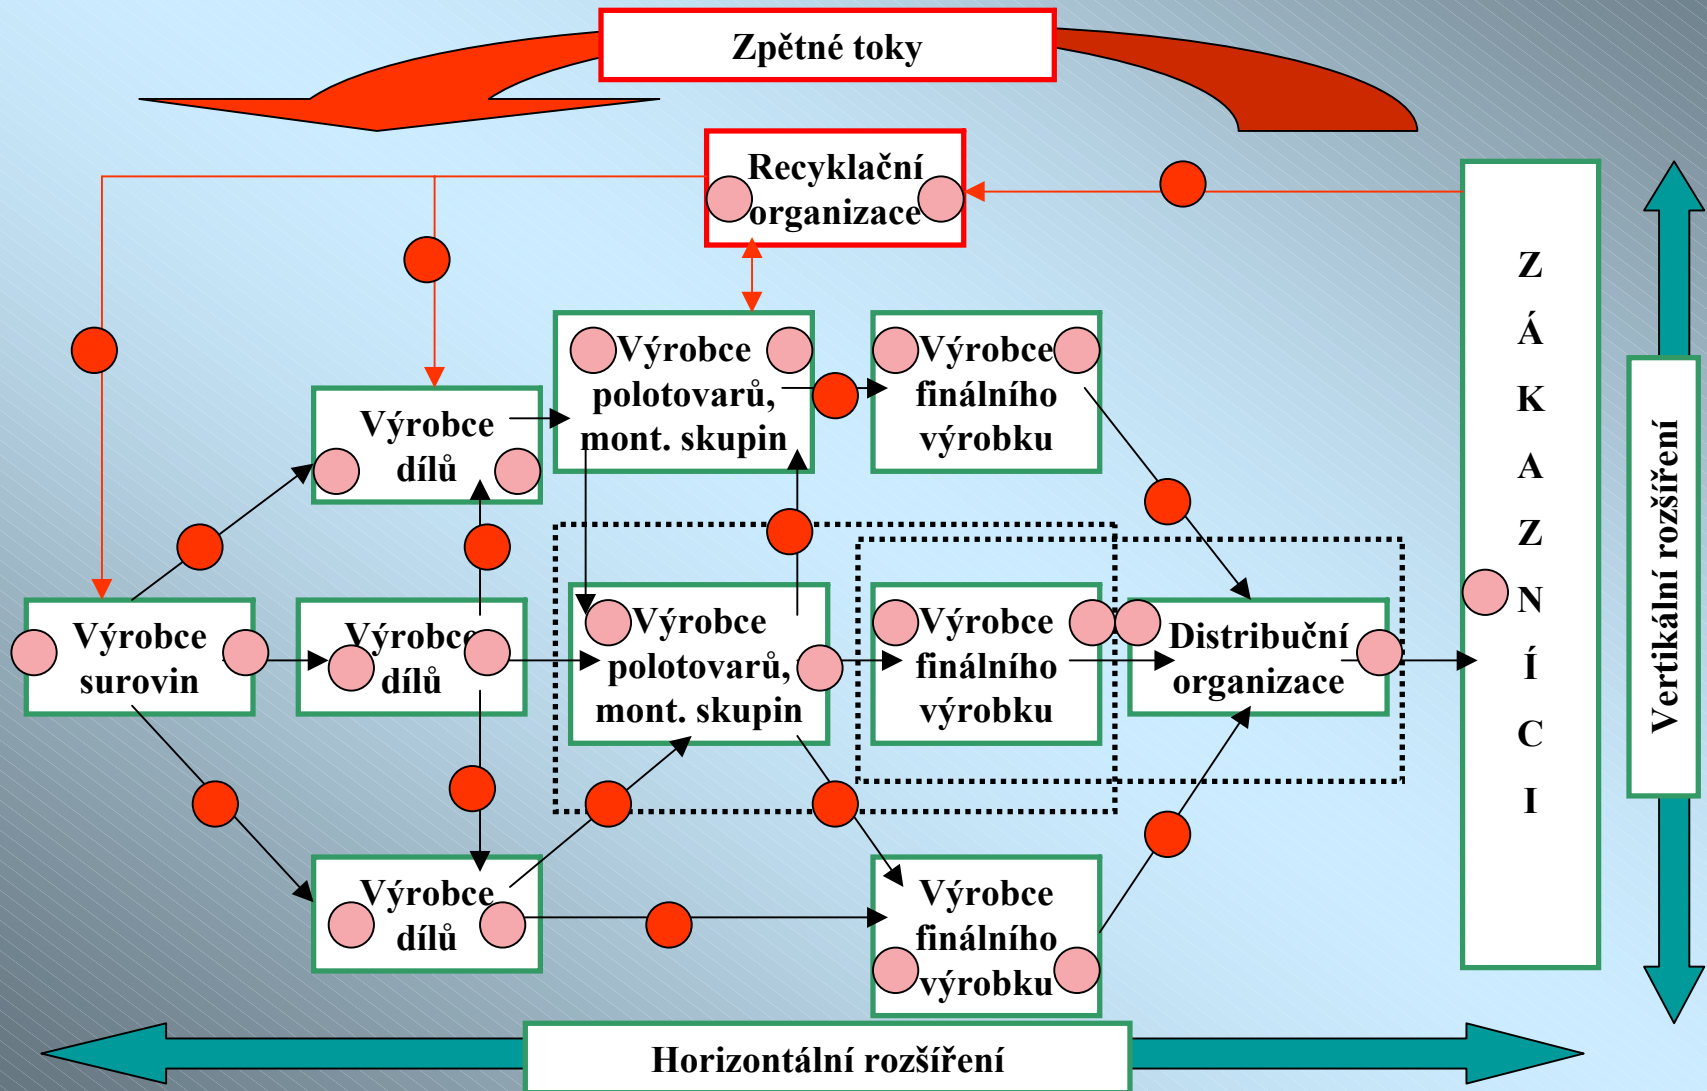 Zpětné toky
Recyklační
organizace
Výrobce
polotovarů,
mont. skupin
Výrobce
finálního
výrobku
Výrobce
dílů
Výrobce
surovin
Výrobce
dílů
Výrobce
polotovarů,
mont. skupin
Výrobce
finálního
výrobku
Distribuční
organizace
Výrobce
dílů
Výrobce
finálního
výrobku
Z
Á
K
A
Z
N
Í
C
I
Vertikální rozšíření
Horizontální rozšíření